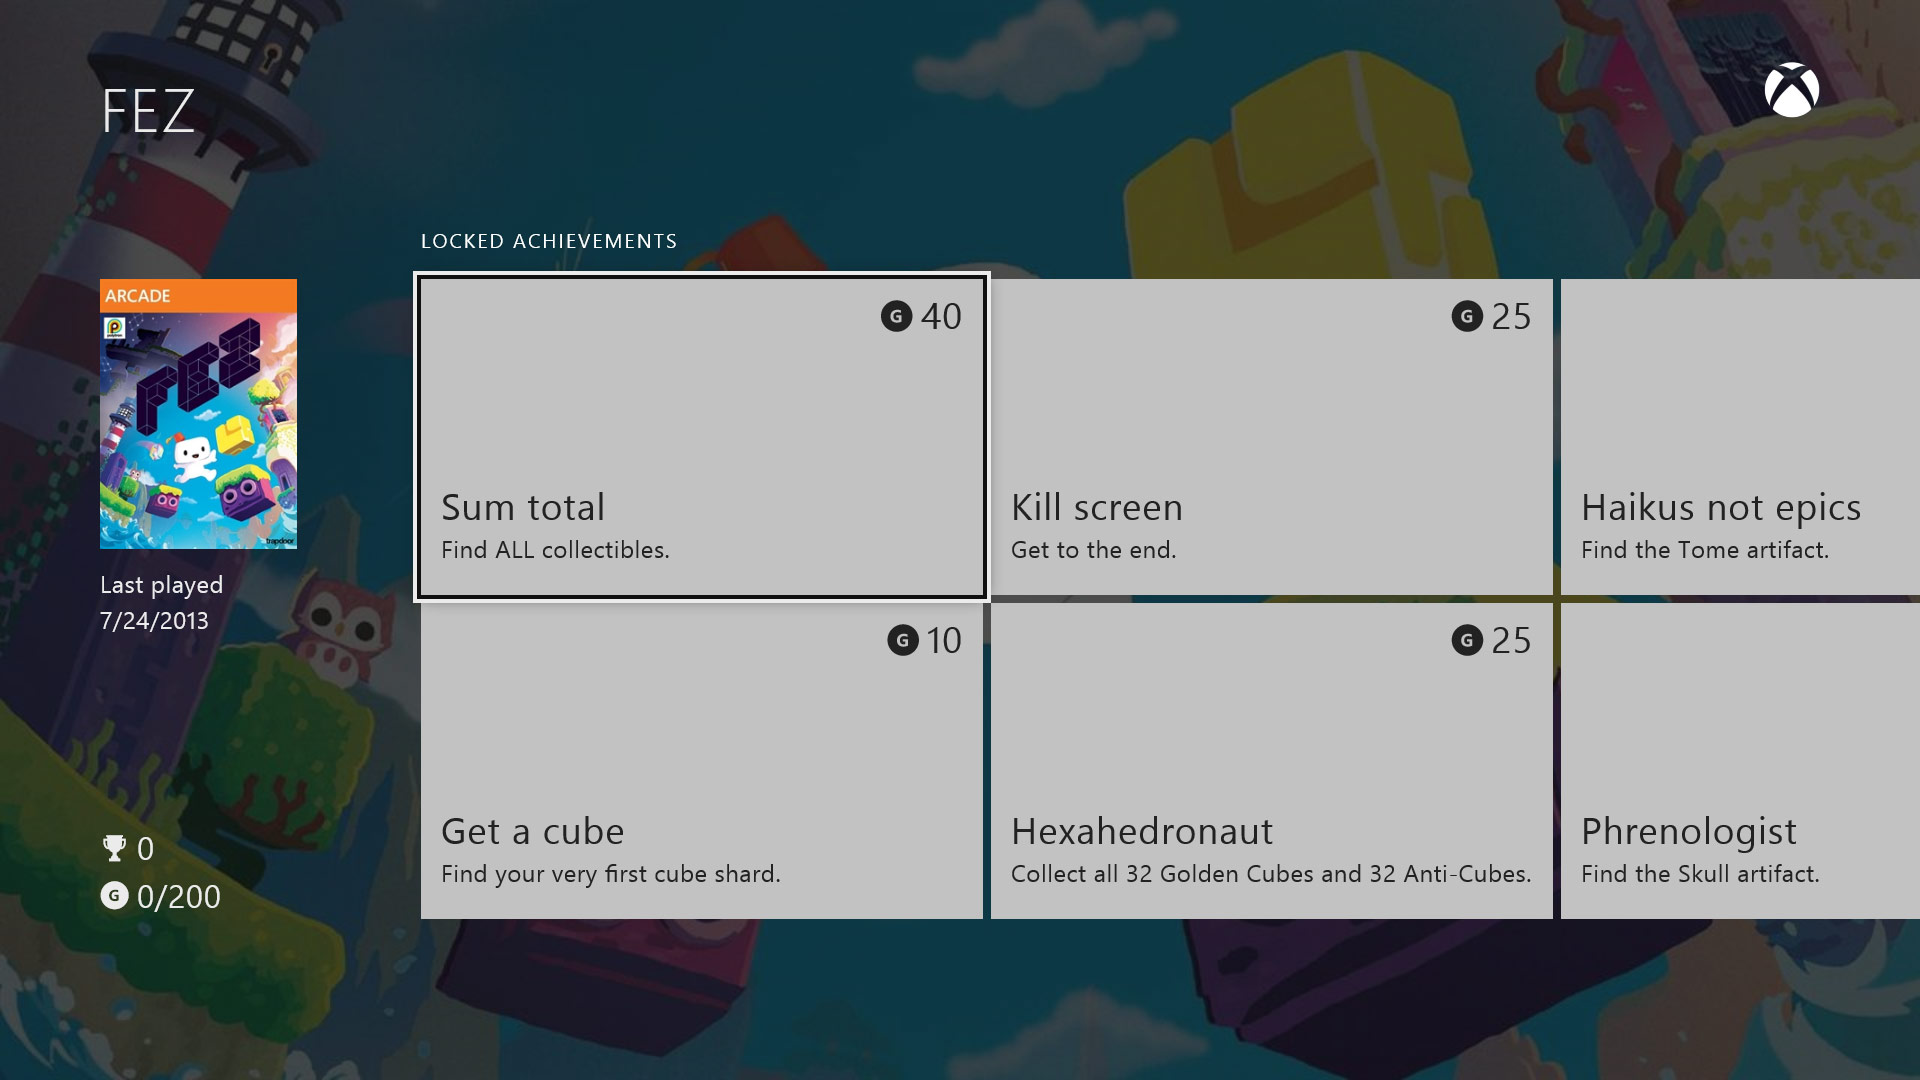 FEZ
LOCKED ACHIEVEMENTS
ARCADE
FEZ
trapdoor
Last played
7/24/2013
0
G 0/200
G 40
Sum total
Find ALL collectibles.
G 25
Kill screen
Get to the end.
Haikus not epics
Find the Tome artifact.
G 10
Get a cube
Find your very first cube shard.
G 25
Hexahedronaut
Collect all 32 Golden Cubes and 32 Anti-Cubes.
Phrenologist
Find the Skull artifact.